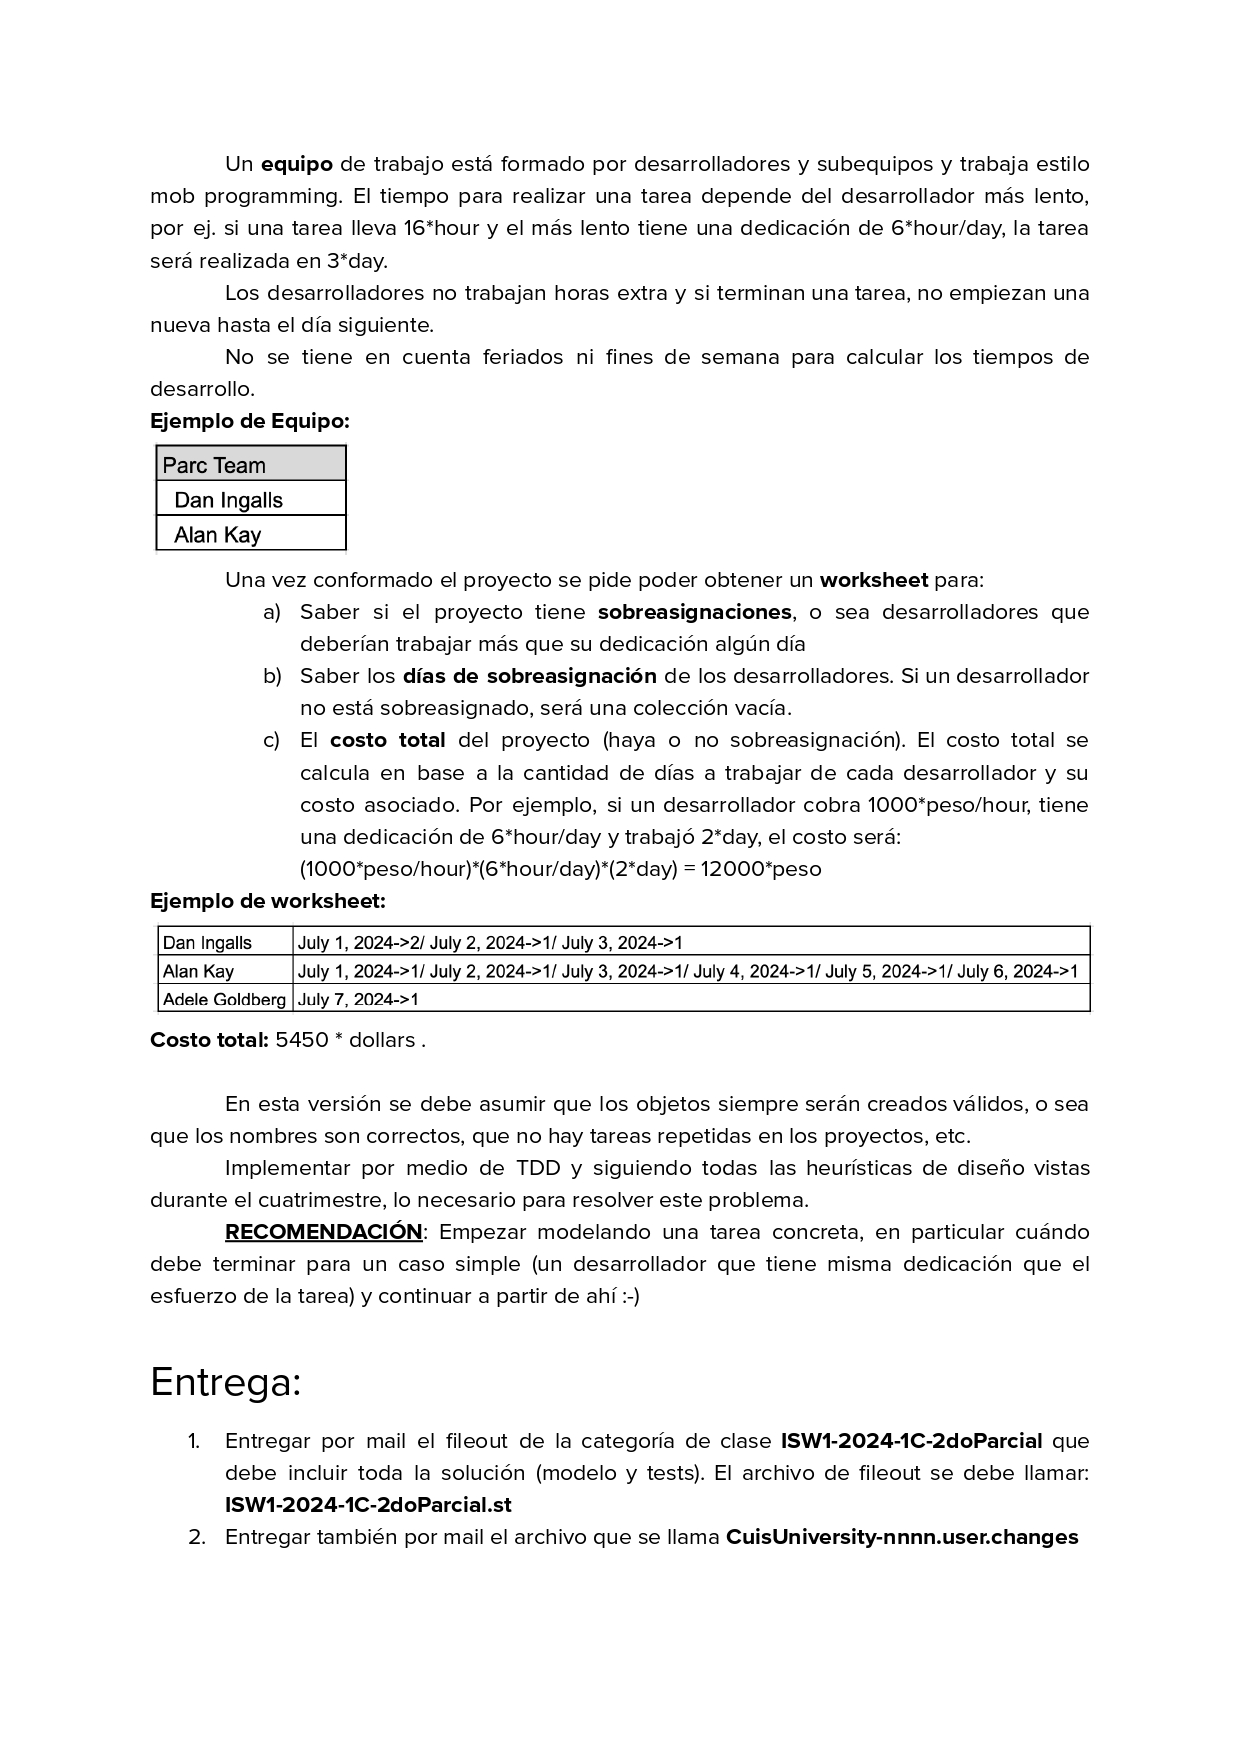 Un equipo de trabajo está formado por desarrolladores y subequipos y trabaja estilo
mob programming. El tiempo para realizar una tarea depende del desarrollador más lento,
por ej. si una tarea lleva 16*hour y el más lento tiene una dedicación de 6*hour/day, la tarea
será realizada en 3*day.
Los desarrolladores no trabajan horas extra y si terminan una tarea, no empiezan una
nueva hasta el día siguiente.
No se tiene en cuenta feriados ni fines de semana para calcular los tiempos de
desarrollo.
Ejemplo de Equipo:
Parc Team
Dan Ingalls
Alan Kay
Una vez conformado el proyecto se pide poder obtener un worksheet para:
a) Saber si el proyecto tiene sobreasignaciones, o sea desarrolladores que
deberían trabajar más que su dedicación algún día
b) Saber los días de sobreasignación de los desarrolladores. Si un desarrollador
no está sobreasignado, será una colección vacía.
c) El costo total del proyecto (haya o no sobreasignación). El costo total se
calcula en base a la cantidad de días a trabajar de cada desarrollador y su
costo asociado. Por ejemplo, si un desarrollador cobra 1000*peso/hour, tiene
una dedicación de 6*hour/day y trabajó 2*day, el costo será:
(1000*peso/hour)*(6*hour/day)*(2*day) = 12000*peso
Ejemplo de worksheet:
Dan Ingalls July 1, 2024->2/ July 2, 2024->1/ July 3, 2024->1
Alan Kay July 1, 2024->1/ July 2, 2024->1/ July 3, 2024->1/ July 4, 2024->1/ July 5, 2024->1/ July 6, 2024->1
Adele Goldberg July 7, 2024->1
Costo total: 5450 * dollars .
En esta versión se debe asumir que los objetos siempre serán creados válidos, o sea
que los nombres son correctos, que no hay tareas repetidas en los proyectos, etc.
Implementar por medio de TDD y siguiendo todas las heurísticas de diseño vistas
durante el cuatrimestre, lo necesario para resolver este problema.
RECOMENDACIÓN: Empezar modelando una tarea concreta, en particular cuándo
debe terminar para un caso simple (un desarrollador que tiene misma dedicación que el
esfuerzo de la tarea) y continuar a partir de ahí :-)
Entrega:
1. Entregar por mail el fileout de la categoría de clase ISW1-2024-1C-2doParcial que
debe incluir toda la solución (modelo y tests). El archivo de fileout se debe llamar:
ISW1-2024-1C-2doParcial.st
2. Entregar también por mail el archivo que se llama CuisUniversity-nnnn.user.changes